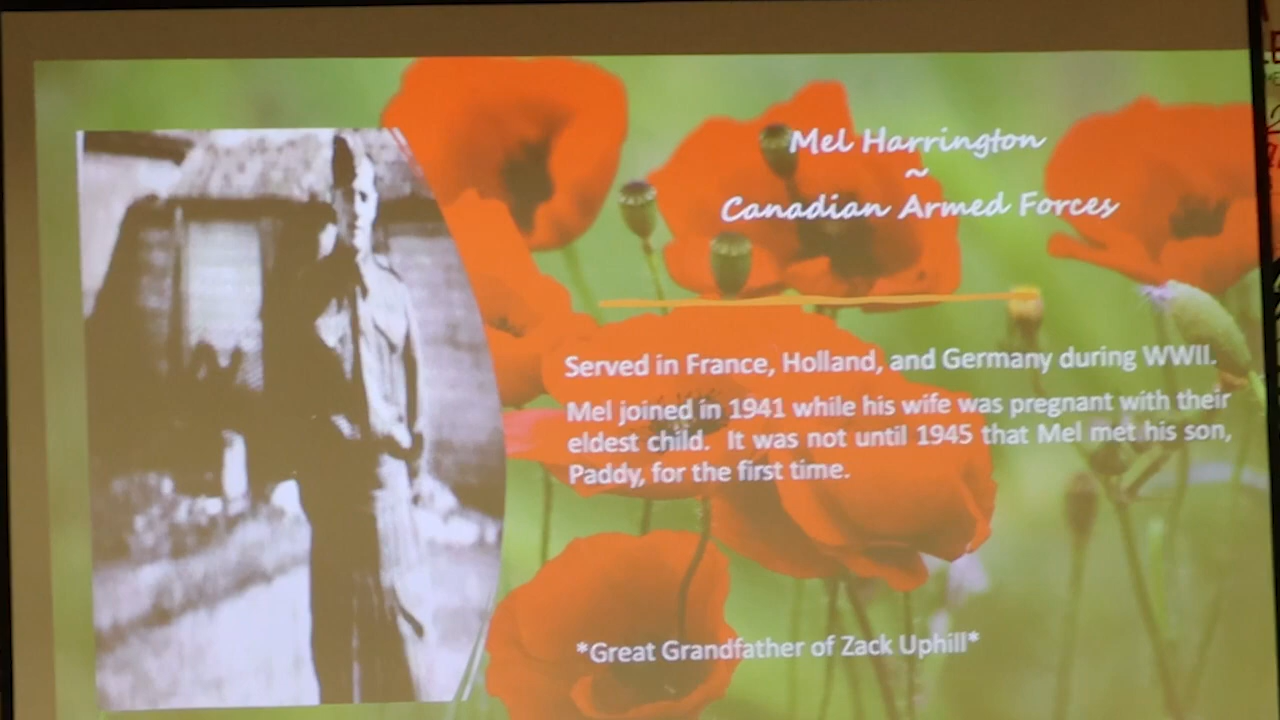 Mel Harrington
~
Canadian Armed Forces
Served in France, Holland, and Germany during WWII.
Mel joined in 1941 while his wife was pregnant with their
eldest child. It was not until 1945 that Mel met his son,
Paddy, for the first time.
*Great Grandfather of Zack Uphill*